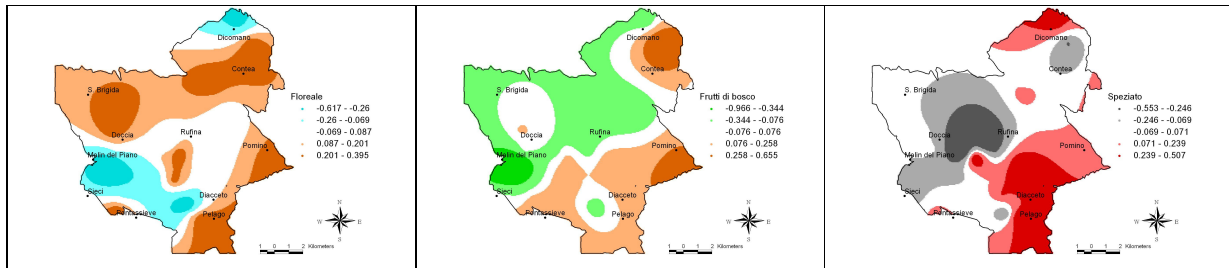 Dicomano
Contea
S. Brigida
Floreale
-0.617 - -0.26
-0.26 - -0.069
-0.069 - 0.087
0.087 - 0.201
0.201 - 0.395
Doccia
Rufina
Molin del Piano
Pomino
Sieci
Diacceto
Pontassieve
Pelago
N
W E
S
1 0 1 2 Kilometers
Dicomano
Contea
S. Brigida
Frutti di bosco
-0.966 - -0.344
-0.344 - -0.076
-0.076 - 0.076
0.076 - 0.258
0.258 - 0.655
Doccia
Rufina
Molin del Piano
Pomino
Sieci
Diacceto
Pontassieve
Pelago
N
W E
S
1 0 1 2 Kilometers
Dicomano
Contea
S. Brigida
Speziato
-0.553 - -0.246
-0.246 - -0.069
-0.069 - 0.071
0.071 - 0.239
0.239 - 0.507
Doccia
Rufina
Molin del Piano
Pomino
Sieci
Diacceto
Pontassieve
Pelago
N
W E
S
1 0 1 2 Kilometers